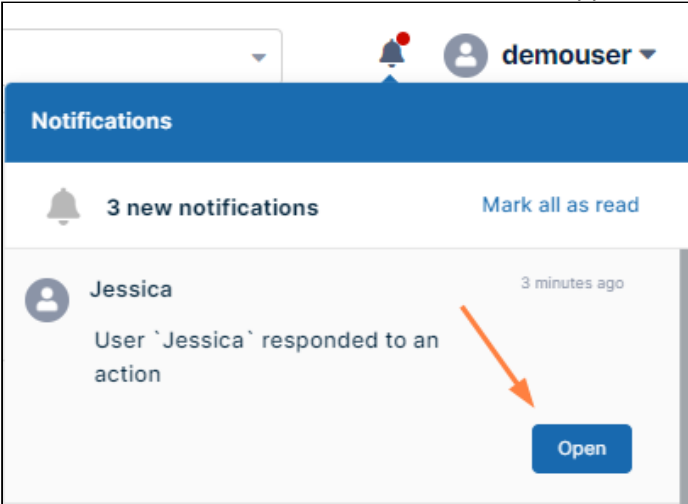 demouser
Notifications
3 new notifications
Mark all as read
Jessica
3 minutes ago
User `Jessica` responded to an
action
Open